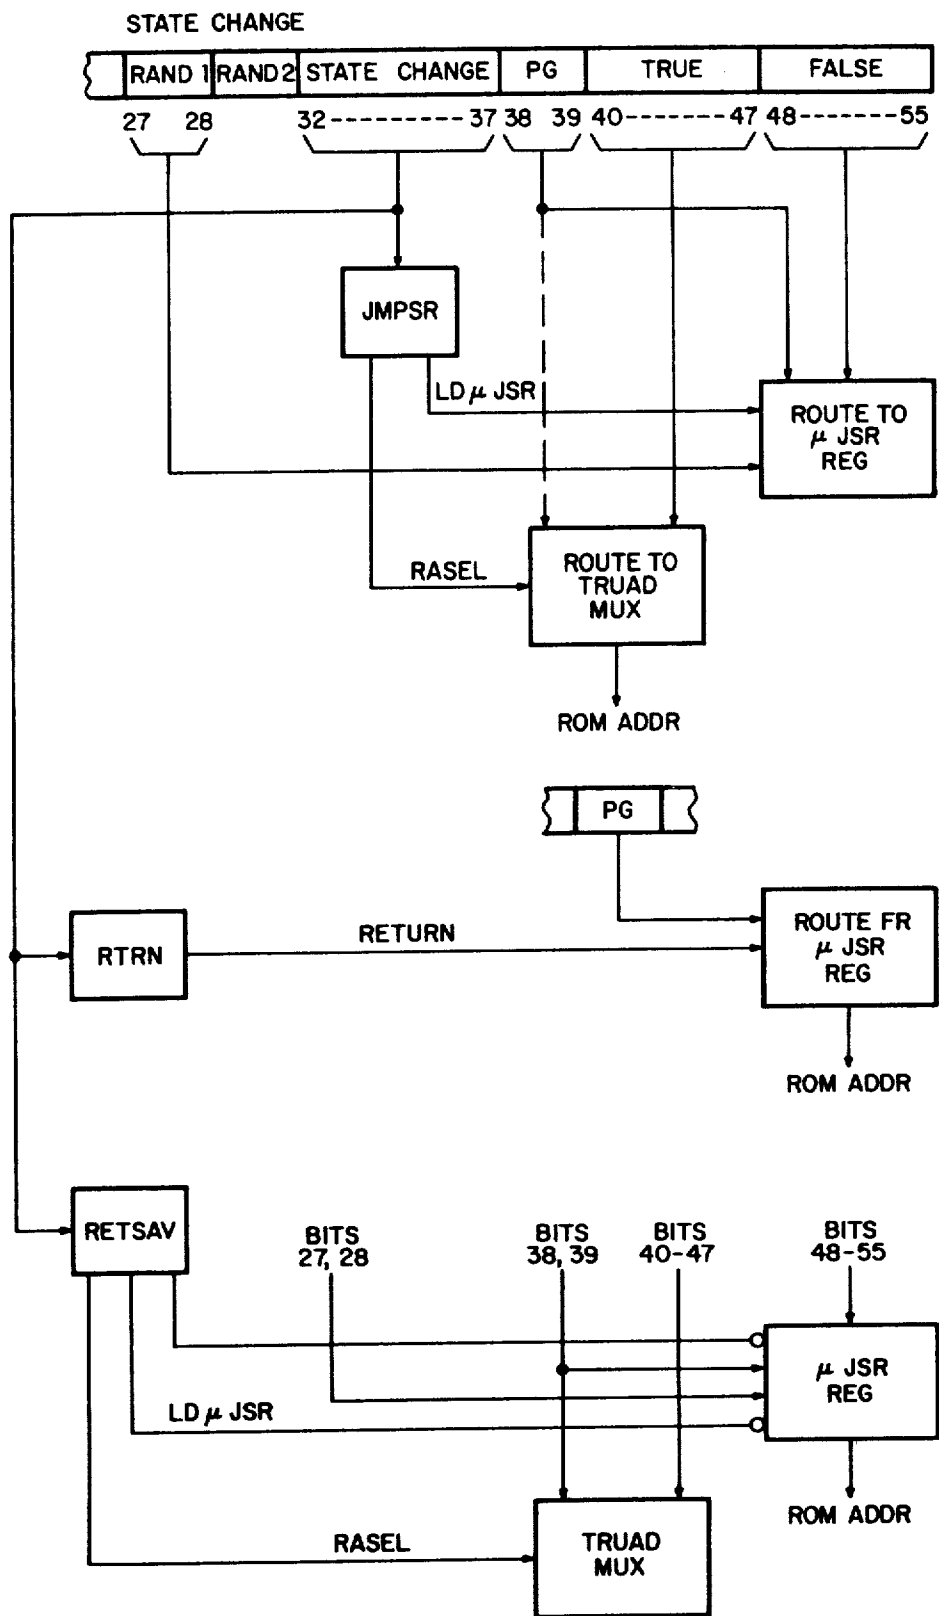 STATE CHANGE
RAND 1 RAND 2 STATE CHANGE PG TRUE FALSE
27 28 32----------37 38 39 40--------47 48-------55
JMPSR
LD μ JSR
ROUTE TO
μ JSR
REG
RASEL
ROUTE TO
TRUAD
MUX
ROM ADDR
PG
RTRN
RETURN
ROUTE FR
μ JSR
REG
ROM ADDR
RETSAV
BITS
27, 28
BITS
38, 39
BITS
40-47
BITS
48-55
μ JSR
REG
LD μ JSR
ROM ADDR
RASEL
TRUAD
MUX